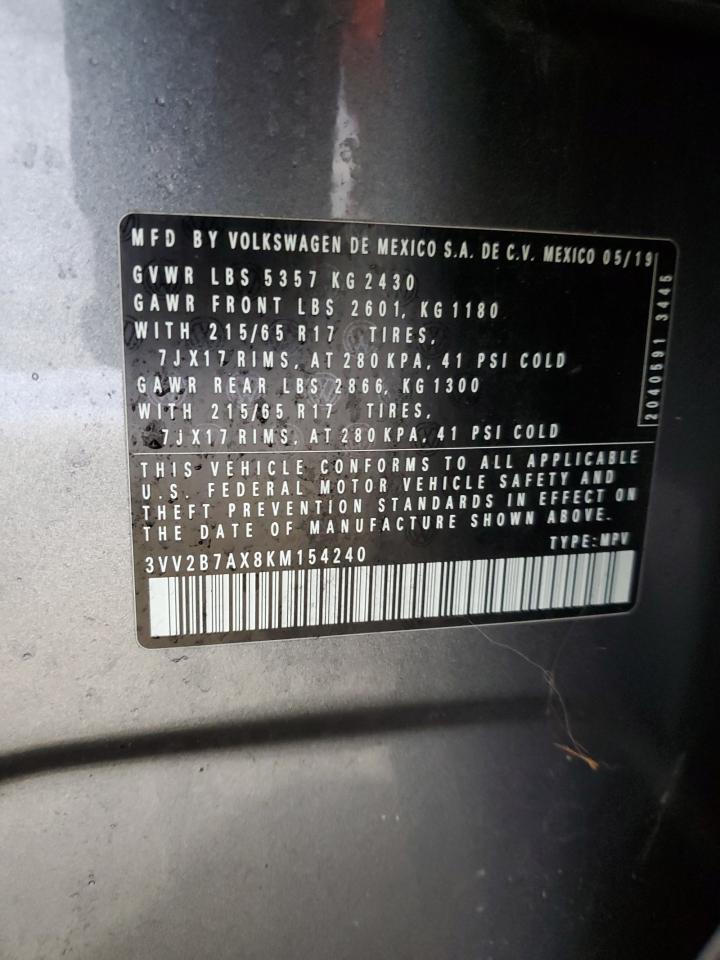 MFD BY VOLKSWAGEN DE MEXICO S.A. DE C.V. MEXICO 05/19
GVWR LBS 5357 KG 2430
GAWR FRONT LBS 2601, KG 1180
WITH 215/65 R17 TIRES,
7JX17 RIMS, AT 280 KPA, 41 PSI COLD
GAWR REAR LBS 2866, KG 1300
WITH 215/65 R17 TIRES,
7JX17 RIMS, AT 280 KPA, 41 PSI COLD
2040591 3446
THIS VEHICLE CONFORMS TO ALL APPLICABLE
U.S. FEDERAL MOTOR VEHICLE SAFETY AND
THEFT PREVENTION STANDARDS IN EFFECT ON
THE DATE OF MANUFACTURE SHOWN ABOVE.
TYPE: MPV
3VV2B7AX8KM154240